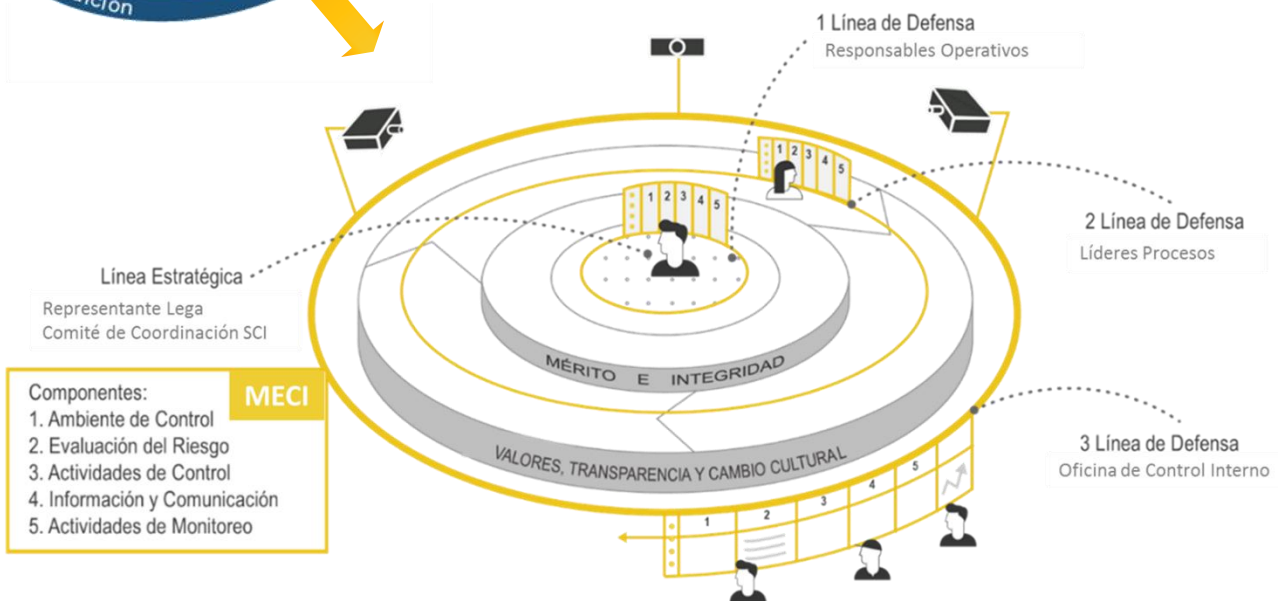 1 Línea de Defensa
Responsables Operativos
1 2 3 4 5
1 2 3 4 5
2 Línea de Defensa
Líderes Procesos
Línea Estratégica
Representante Lega
Comité de Coordinación SCI
MÉRITO E INTEGRIDAD
MECI
Componentes:
1. Ambiente de Control
2. Evaluación del Riesgo
3. Actividades de Control
4. Información y Comunicación
5. Actividades de Monitoreo
VALORES, TRANSPARENCIA Y CAMBIO CULTURAL
3 Línea de Defensa
Oficina de Control Interno
1 2 3 4 5